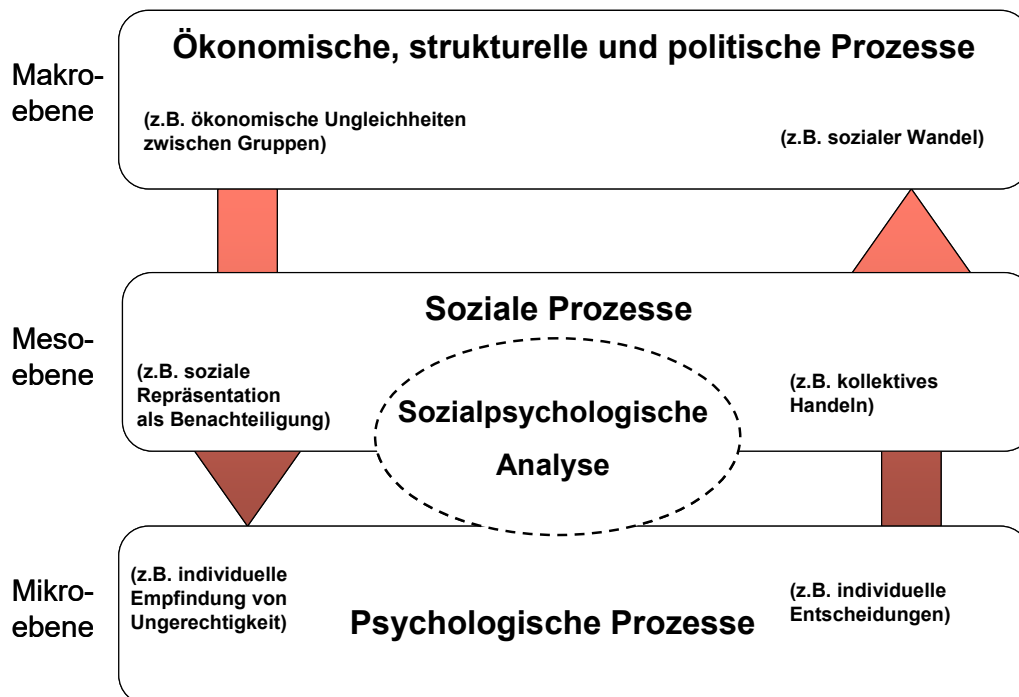 Ökonomische, strukturelle und politische Prozesse
Makro-
ebene
(z.B. ökonomische Ungleichheiten
zwischen Gruppen)
(z.B. sozialer Wandel)
Soziale Prozesse
Meso-
ebene
(z.B. soziale
Repräsentation
als Benachteiligung)
Sozialpsychologische
Analyse
(z.B. kollektives
Handeln)
Mikro-
ebene
(z.B. individuelle
Empfindung von
Ungerechtigkeit)
Psychologische Prozesse
(z.B. individuelle
Entscheidungen)